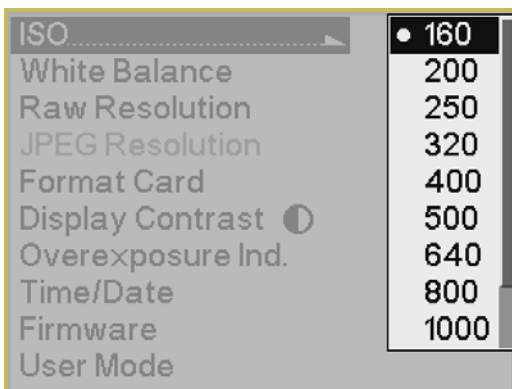 ISO.................... 160
White Balance 200
Raw Resolution 250
JPEG Resolution 320
Format Card 400
Display Contrast 500
Overexposure Ind. 640
Time/Date 800
Firmware 1000
User Mode